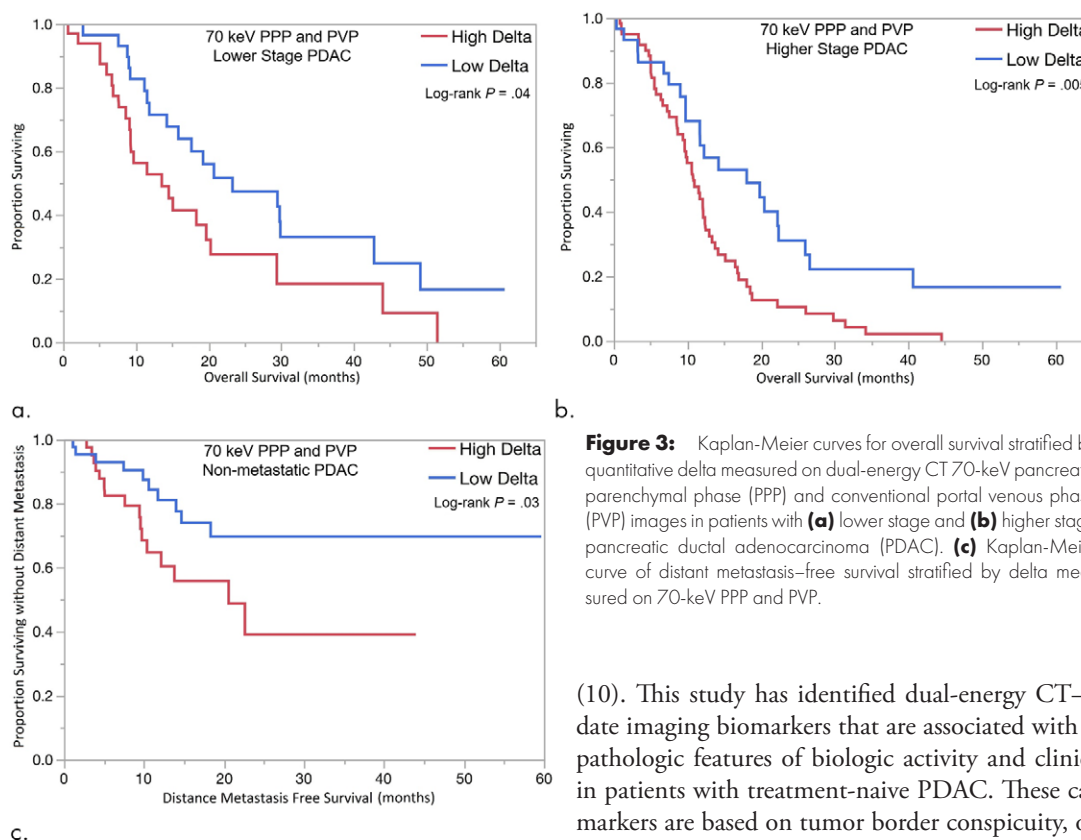 1.0
0.8
0.6
0.4
0.2
0.0
Proportion Surviving
70 keV PPP and PVP
Lower Stage PDAC
High Delta
Low Delta
Log-rank P = .04
0 10 20 30 40 50 60
Overall Survival (months)
a.
1.0
0.8
0.6
0.4
0.2
0.0
Proportion Surviving
70 keV PPP and PVP
Higher Stage PDAC
High Delta
Low Delta
Log-rank P = .005
0 10 20 30 40 50 60
Overall Survival (months)
b.
1.0
0.8
0.6
0.4
0.2
0.0
Proportion Surviving without Distant Metastasis
70 keV PPP and PVP
Non-metastatic PDAC
High Delta
Low Delta
Log-rank P = .03
0 10 20 30 40 50 60
Distance Metastasis Free Survival (months)
c.
Figure 3: Kaplan-Meier curves for overall survival stratified
quantitative delta measured on dual-energy CT 70-keV
parenchymal phase (PPP) and conventional portal venous
(PVP) images in patients with (a) lower stage and (b) higher
pancreatic ductal adenocarcinoma (PDAC). (c)
curve of distant metastasis–free survival stratified by delta mea-
sured on 70-keV PPP and PVP.
(10). This study has identified dual-energy CT–
date imaging biomarkers that are associated with
pathologic features of biologic activity and
in patients with treatment-naive PDAC. These
markers are based on tumor border conspicuity,